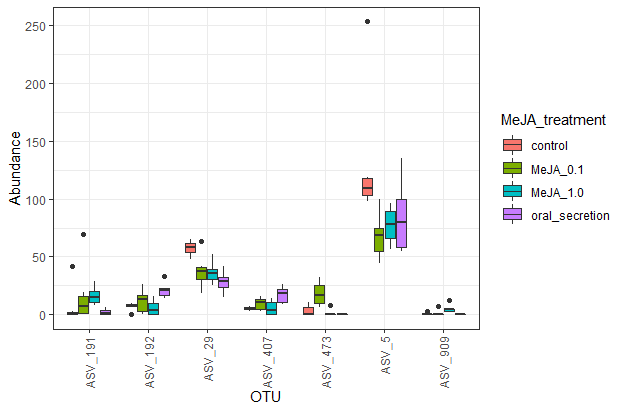 250
200
150
100
50
0
Abundance
ASV_191
ASV_192
ASV_29
ASV_407
ASV_473
ASV_5
ASV_909
OTU
MeJA_treatment
control
MeJA_0.1
MeJA_1.0
oral_secretion